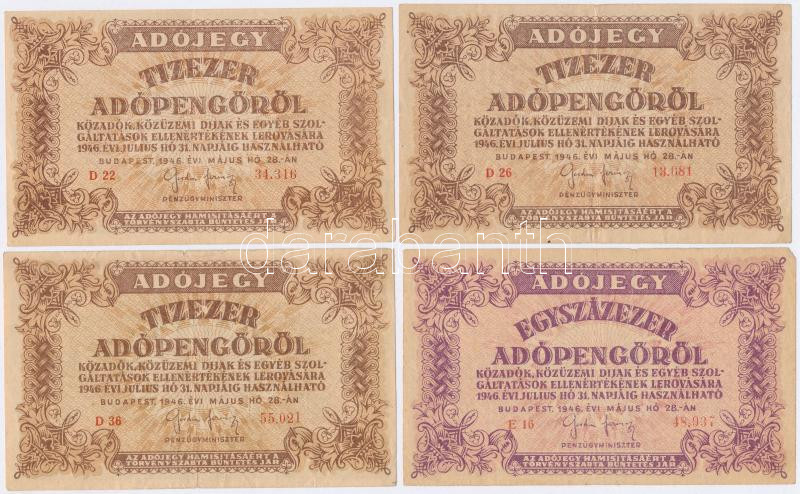 ADÓJEGY
TIZEZER
ADÓPENGŐRŐL
KÖZADÓK, KÖZÜZEMI DIJAK ÉS EGYÉB SZOL-
GÁLTATÁSOK ELLENÉRTÉKÉNEK LEROVÁSÁRA
1946. ÉVI JULIUS HÓ 31. NAPJÁIG HASZNÁLHATÓ
BUDAPEST, 1946. ÉVI MÁJUS HÓ 28.-ÁN
D 22 34.316
PÉNZÜGYMINISZTER
AZ ADÓJEGY HAMISITÁSÁÉRT A
TÖRVÉNYSZABTA BÜNTETÉS JÁR
ADÓJEGY
TIZEZER
ADÓPENGŐRŐL
KÖZADÓK, KÖZÜZEMI DIJAK ÉS EGYÉB SZOL-
GÁLTATÁSOK ELLENÉRTÉKÉNEK LEROVÁSÁRA
1946. ÉVI JULIUS HÓ 31. NAPJÁIG HASZNÁLHATÓ
BUDAPEST, 1946. ÉVI MÁJUS HÓ 28.-ÁN
D 26 13.681
PÉNZÜGYMINISZTER
AZ ADÓJEGY HAMISITÁSÁÉRT A
TÖRVÉNYSZABTA BÜNTETÉS JÁR
darabanth
ADÓJEGY
TIZEZER
ADÓPENGŐRŐL
KÖZADÓK, KÖZÜZEMI DIJAK ÉS EGYÉB SZOL-
GÁLTATÁSOK ELLENÉRTÉKÉNEK LEROVÁSÁRA
1946. ÉVI JULIUS HÓ 31. NAPJÁIG HASZNÁLHATÓ
BUDAPEST, 1946. ÉVI MÁJUS HÓ 28.-ÁN
D 36 55.021
PÉNZÜGYMINISZTER
AZ ADÓJEGY HAMISITÁSÁÉRT A
TÖRVÉNYSZABTA BÜNTETÉS JÁR
ADÓJEGY
EGYSZÁZEZER
ADÓPENGŐRŐL
KÖZADÓK, KÖZÜZEMI DIJAK ÉS EGYÉB SZOL-
GÁLTATÁSOK ELLENÉRTÉKÉNEK LEROVÁSÁRA
1946. ÉVI JULIUS HÓ 31. NAPJÁIG HASZNÁLHATÓ
BUDAPEST, 1946. ÉVI MÁJUS HÓ 28.-ÁN
E 16 48.937
PÉNZÜGYMINISZTER
AZ ADÓJEGY HAMISITÁSÁÉRT A
TÖRVÉNYSZABTA BÜNTETÉS JÁR